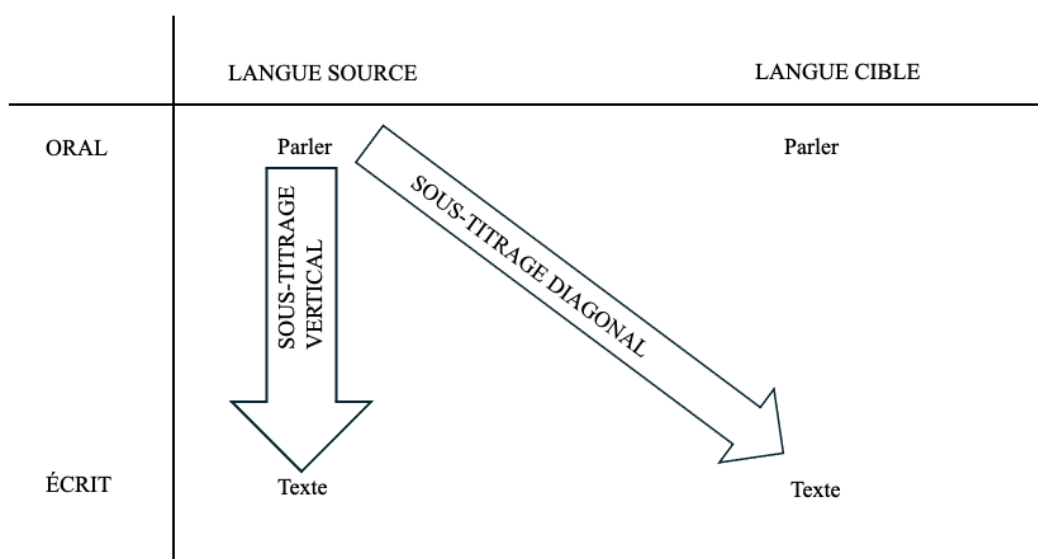 LANGUE SOURCE
LANGUE CIBLE
ORAL
Parler
Parler
SOUS-TITRAGE
VERTICAL
SOUS-TITRAGE DIAGONAL
ÉCRIT
Texte
Texte